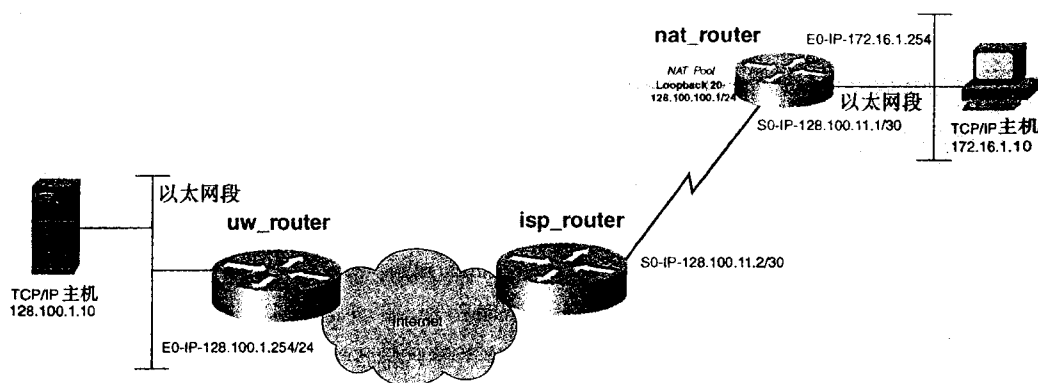 nat_router
E0-IP-172.16.1.254
NAT Pool
Loopback 20-
128.100.100.1/24
以太网段
S0-IP-128.100.11.1/30
TCP/IP 主机
172.16.1.10
以太网段
uw_router
isp_router
S0-IP-128.100.11.2/30
TCP/IP 主机
128.100.1.10
Internet
E0-IP-128.100.1.254/24